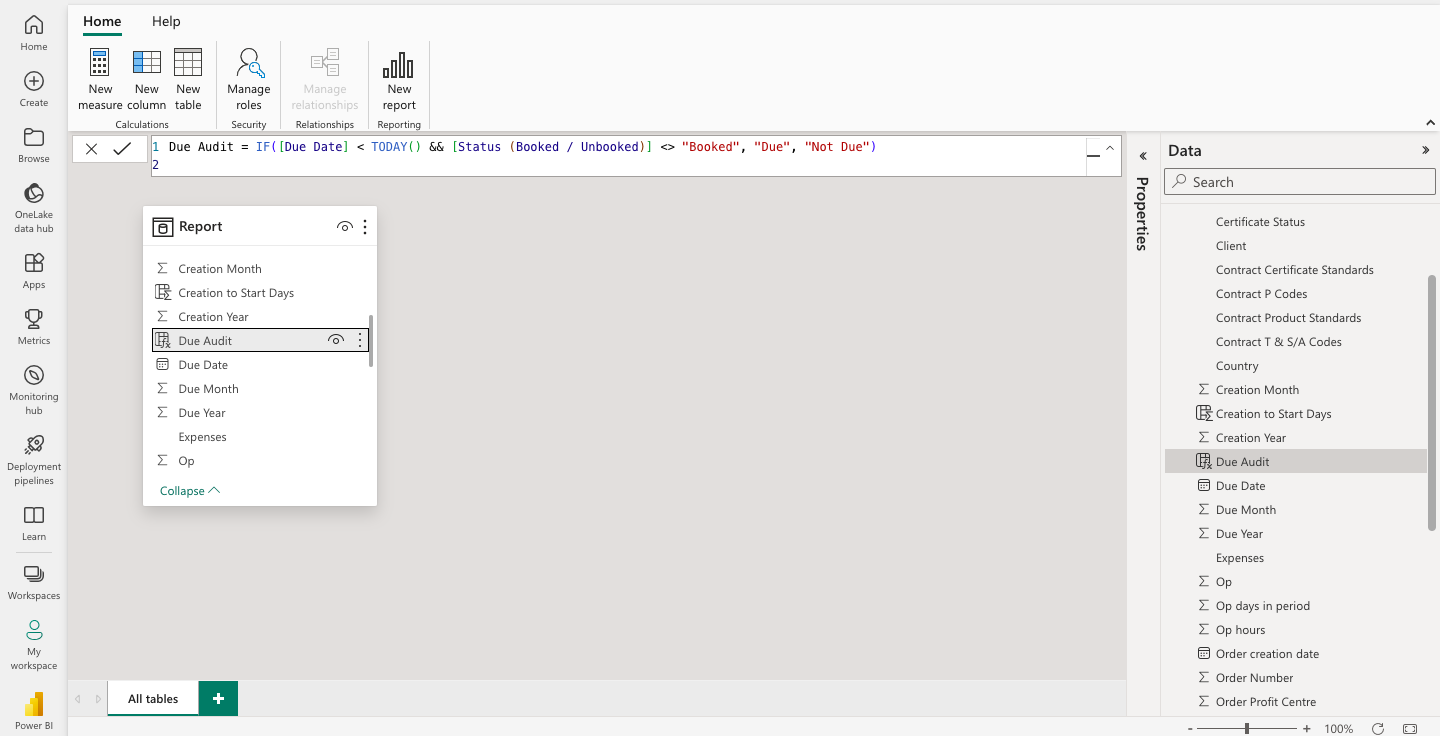 Home
Create
Browse
OneLake
data hub
Apps
Metrics
Monitoring
hub
Deployment
pipelines
Learn
Workspaces
My
workspace
Power BI
Home Help
New
measure
New
column
New
table
Calculations
Manage
roles
Security
Manage
relationships
Relationships
New
report
Reporting
1 Due Audit = IF([Due Date] < TODAY() && [Status (Booked / Unbooked)] <> "Booked", "Due", "Not Due")
2
Report
Creation Month
Creation to Start Days
Creation Year
Due Audit
Due Date
Due Month
Due Year
Expenses
Op
Collapse
All tables
+
Properties
Data
Search
Certificate Status
Client
Contract Certificate Standards
Contract P Codes
Contract Product Standards
Contract T & S/A Codes
Country
Creation Month
Creation to Start Days
Creation Year
Due Audit
Due Date
Due Month
Due Year
Expenses
Op
Op days in period
Op hours
Order creation date
Order Number
Order Profit Centre
- + 100%